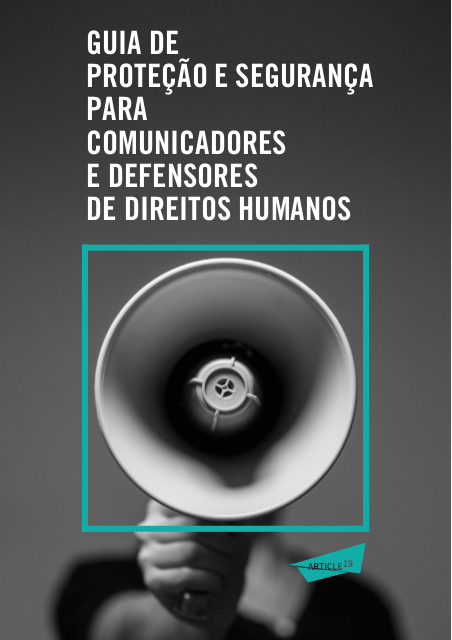 GUIA DE
PROTEÇÃO E SEGURANÇA
PARA
COMUNICADORES
E DEFENSORES
DE DIREITOS HUMANOS
ARTICLE 19